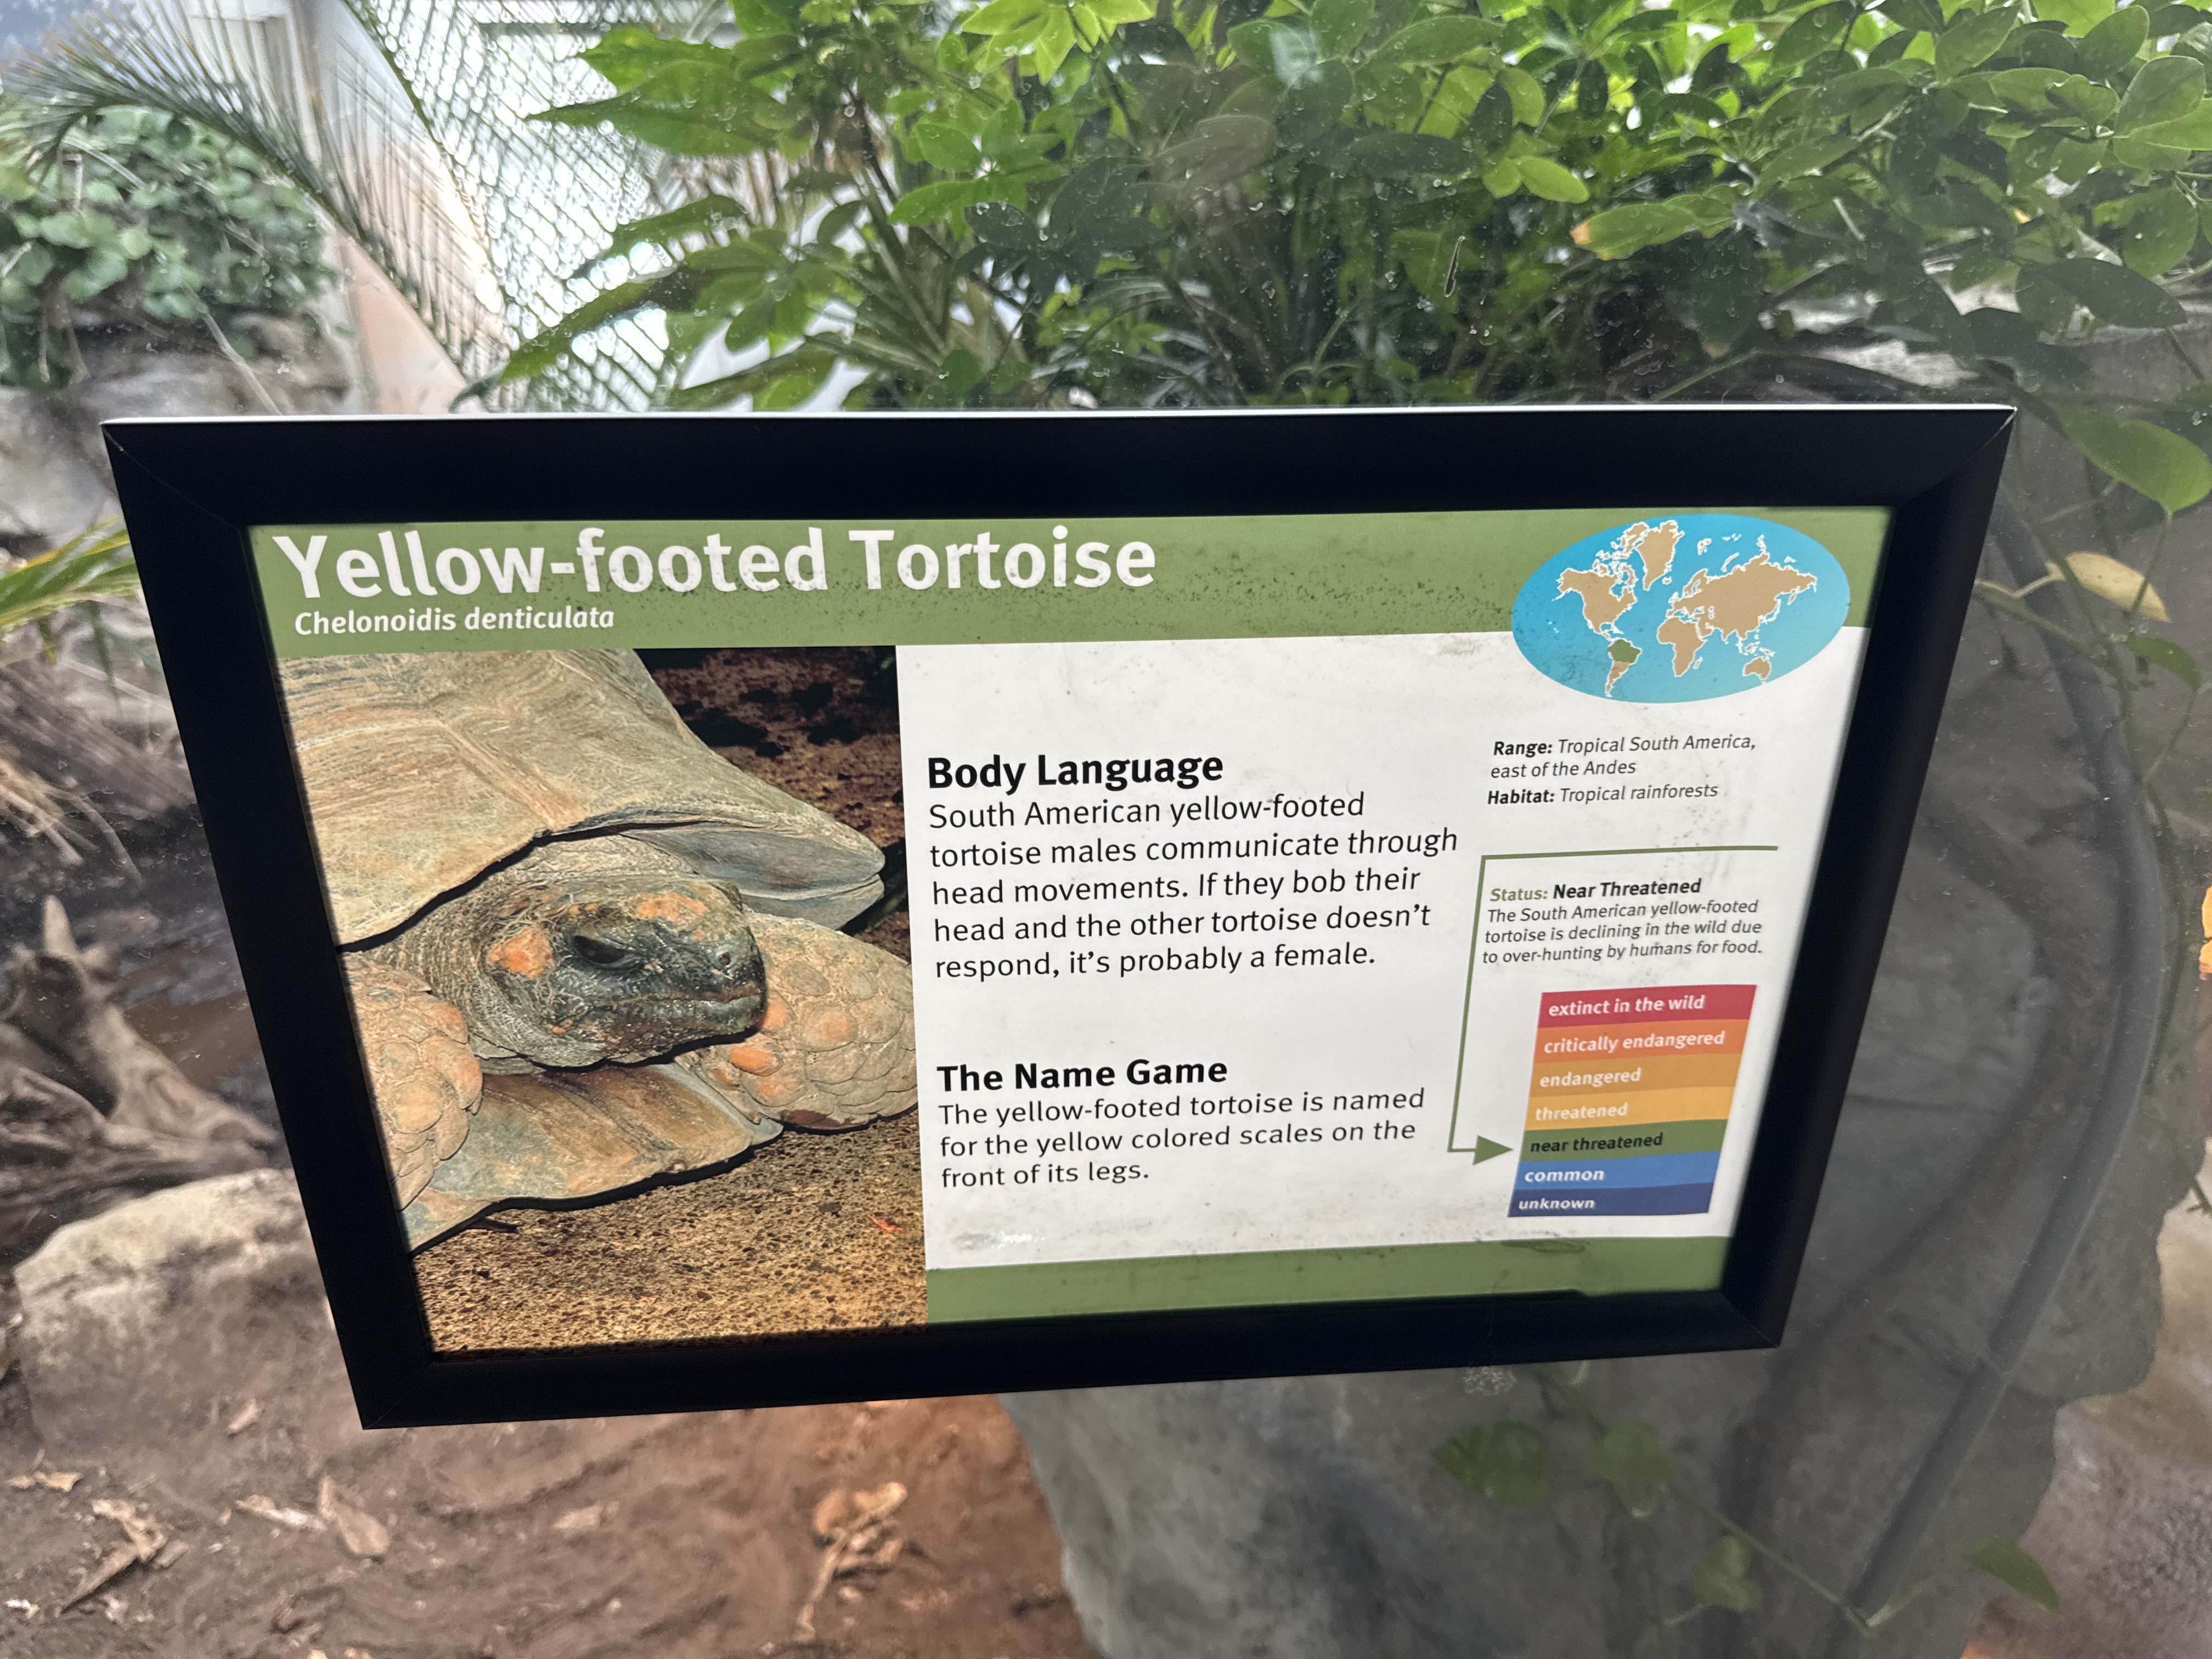 Yellow-footed Tortoise
Chelonoidis denticulata
Body Language
South American yellow-footed
tortoise males communicate through
head movements. If they bob their
head and the other tortoise doesn't
respond, it's probably a female.
The Name Game
The yellow-footed tortoise is named
for the yellow colored scales on the
front of its legs.
Range: Tropical South America,
east of the Andes
Habitat: Tropical rainforests
Status: Near Threatened
The South American yellow-footed
tortoise is declining in the wild due
to over-hunting by humans for food.
extinct in the wild
critically endangered
endangered
threatened
near threatened
common
unknown